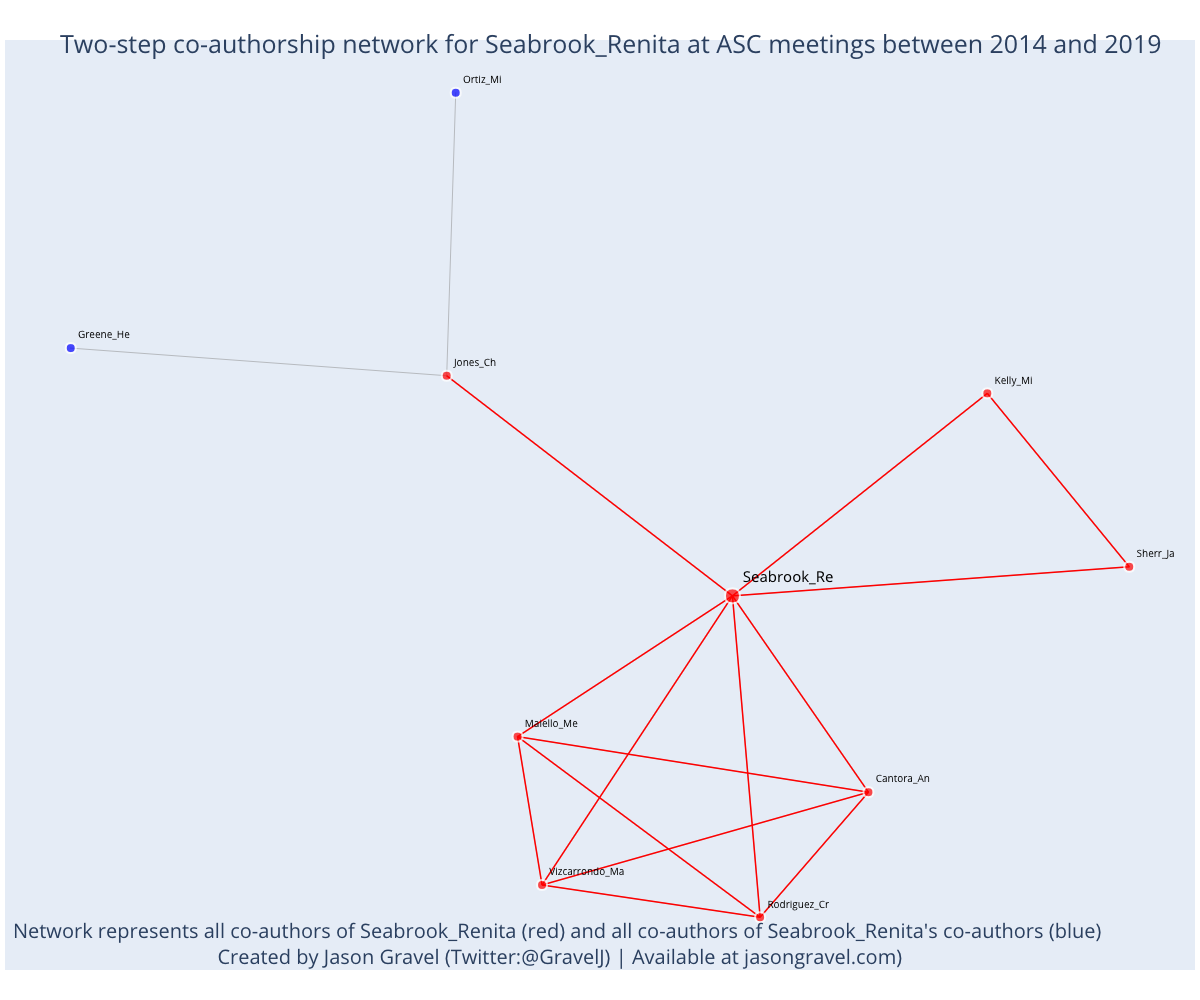 Two-step co-authorship network for Seabrook_Renita at ASC meetings between 2014 and 2019
Ortiz_Mi
Greene_He
Jones_Ch
Kelly_Mi
Sherr_Ja
Seabrook_Re
Maiello_Me
Cantora_An
Vizcarrondo_Ma
Rodriguez_Cr
Network represents all co-authors of Seabrook_Renita (red) and all co-authors of Seabrook_Renita's co-authors (blue)
Created by Jason Gravel (Twitter:@GravelJ) | Available at jasongravel.com)